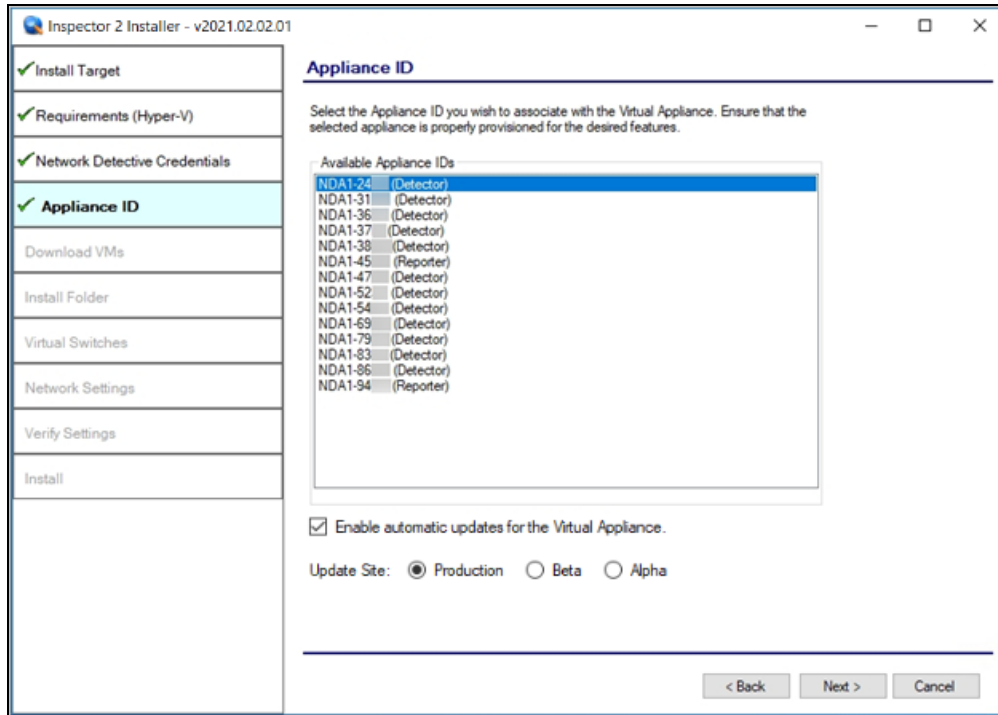 Inspector 2 Installer - v2021.02.02.01
Install Target
Requirements (Hyper-V)
Network Detective Credentials
Appliance ID
Download VMs
Install Folder
Virtual Switches
Network Settings
Verify Settings
Install
Appliance ID
Select the Appliance ID you wish to associate with the Virtual Appliance. Ensure that the
selected appliance is properly provisioned for the desired features.
Available Appliance IDs
NDA1-24 (Detector)
NDA1-31 (Detector)
NDA1-36 (Detector)
NDA1-37 (Detector)
NDA1-38 (Detector)
NDA1-45 (Reporter)
NDA1-47 (Detector)
NDA1-52 (Detector)
NDA1-54 (Detector)
NDA1-69 (Detector)
NDA1-79 (Detector)
NDA1-83 (Detector)
NDA1-86 (Detector)
NDA1-94 (Reporter)
Enable automatic updates for the Virtual Appliance.
Update Site: Production Beta Alpha
< Back Next > Cancel